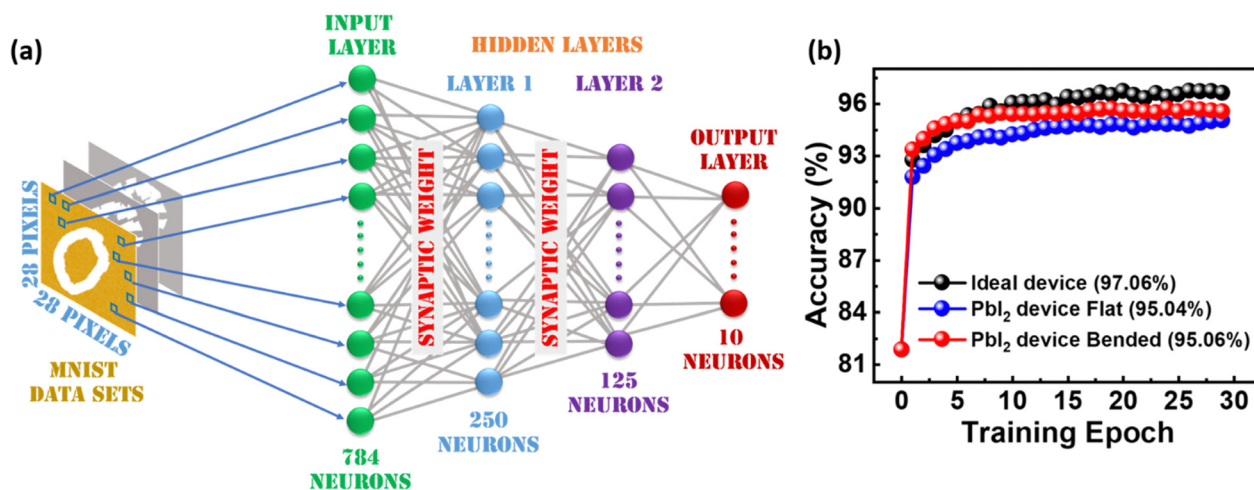 (a)
INPUT
LAYER
HIDDEN LAYERS
LAYER 1
LAYER 2
OUTPUT
LAYER
SYNAPTIC WEIGHT
SYNAPTIC WEIGHT
28 PIXELS
28 PIXELS
MNIST
DATA SETS
784
NEURONS
250
NEURONS
125
NEURONS
10
NEURONS
(b)
Accuracy (%)
96
93
90
87
84
81
Ideal device (97.06%)
PbI₂ device Flat (95.04%)
PbI₂ device Bended (95.06%)
0 5 10 15 20 25 30
Training Epoch